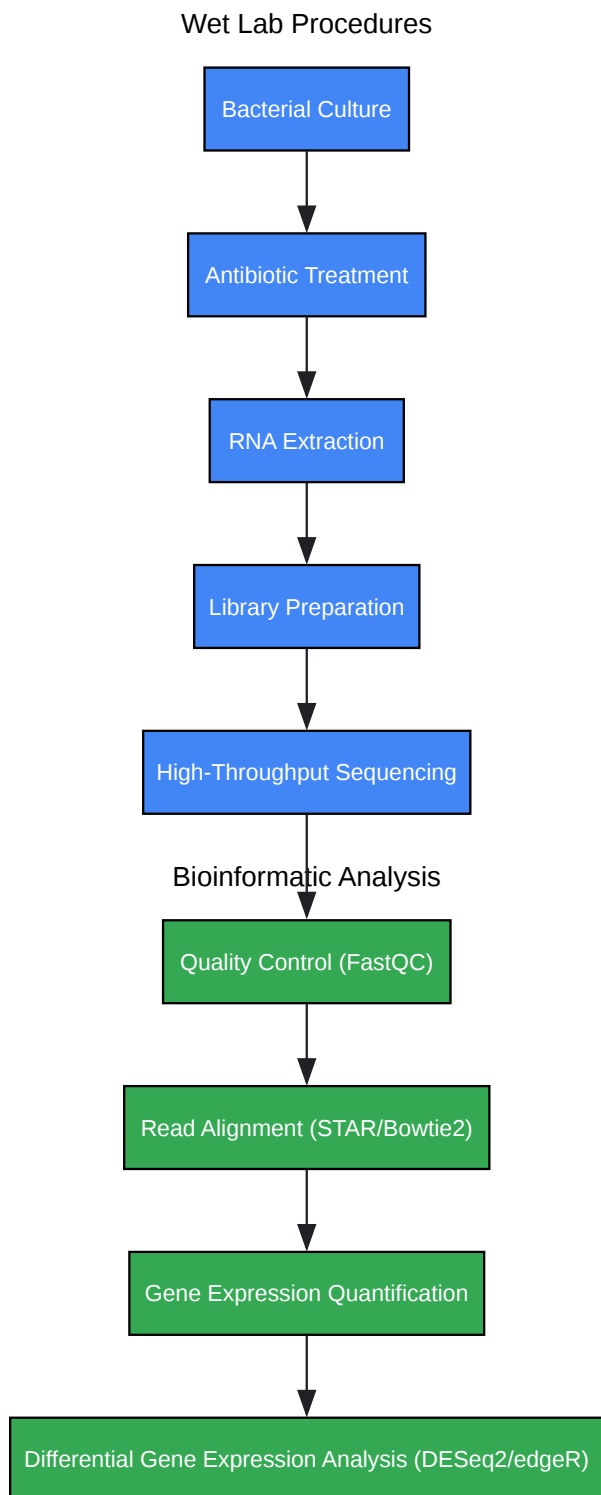 Wet Lab Procedures
Bacterial Culture
Antibiotic Treatment
RNA Extraction
Library Preparation
High-Throughput Sequencing
Bioinformatic Analysis
Quality Control (FastQC)
Read Alignment (STAR/Bowtie2)
Gene Expression Quantification
Differential Gene Expression Analysis (DESeq2/edgeR)